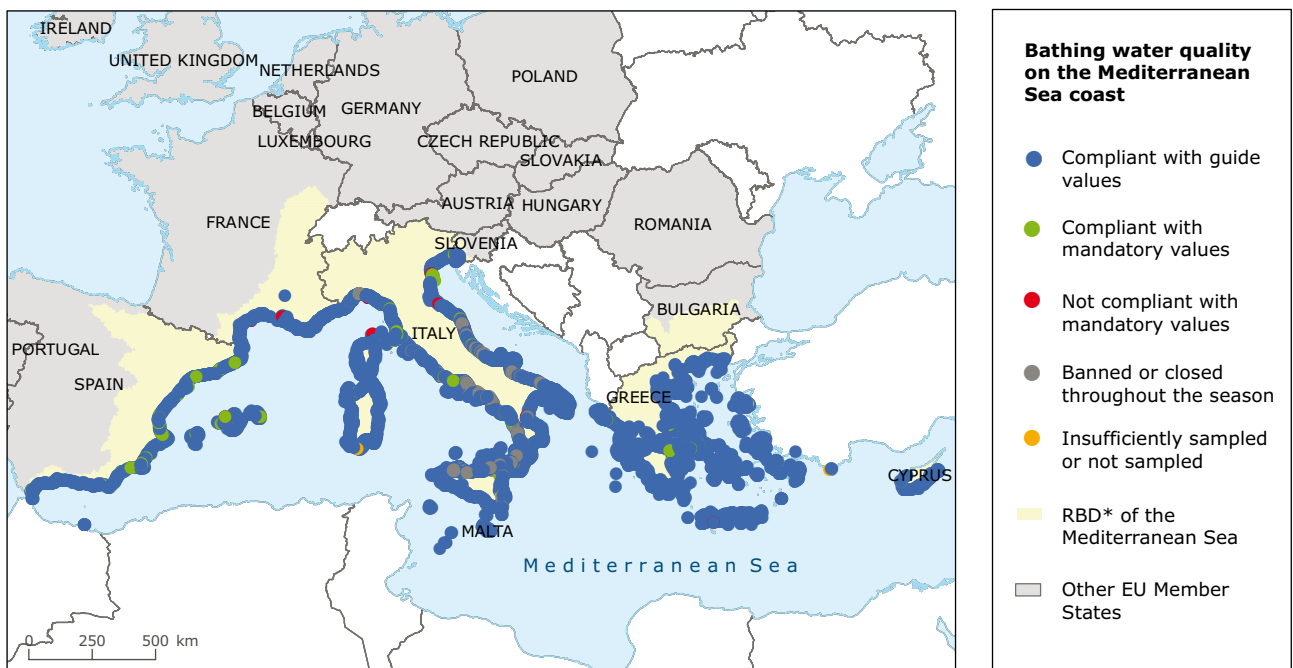 IRELAND
UNITED KINGDOM
NETHERLANDS
POLAND
BELGIUM
GERMANY
LUXEMBOURG
CZECH REPUBLIC
SLOVAKIA
AUSTRIA
HUNGARY
FRANCE
ROMANIA
SLOVENIA
BULGARIA
ITALY
PORTUGAL
SPAIN
GREECE
CYPRUS
MALTA
Mediterranean Sea
0 250 500 km
Bathing water quality
on the Mediterranean
Sea coast
Compliant with guide
values
Compliant with
mandatory values
Not compliant with
mandatory values
Banned or closed
throughout the season
Insufficiently sampled
or not sampled
RBD* of the
Mediterranean Sea
Other EU Member
States